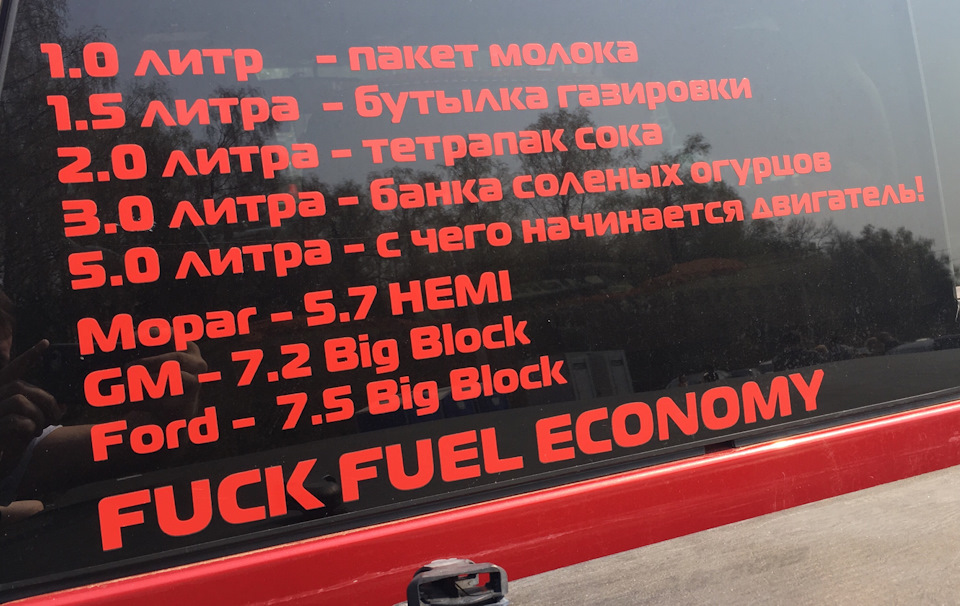 1.0 литр - пакет молока
1.5 литра - бутылка газировки
2.0 литра - тетрапак сока
3.0 литра - банка соленых огурцов
5.0 литра - с чего начинается двигатель!
Mopar - 5.7 HEMI
GM - 7.2 Big Block
Ford - 7.5 Big Block
FUCK FUEL ECONOMY